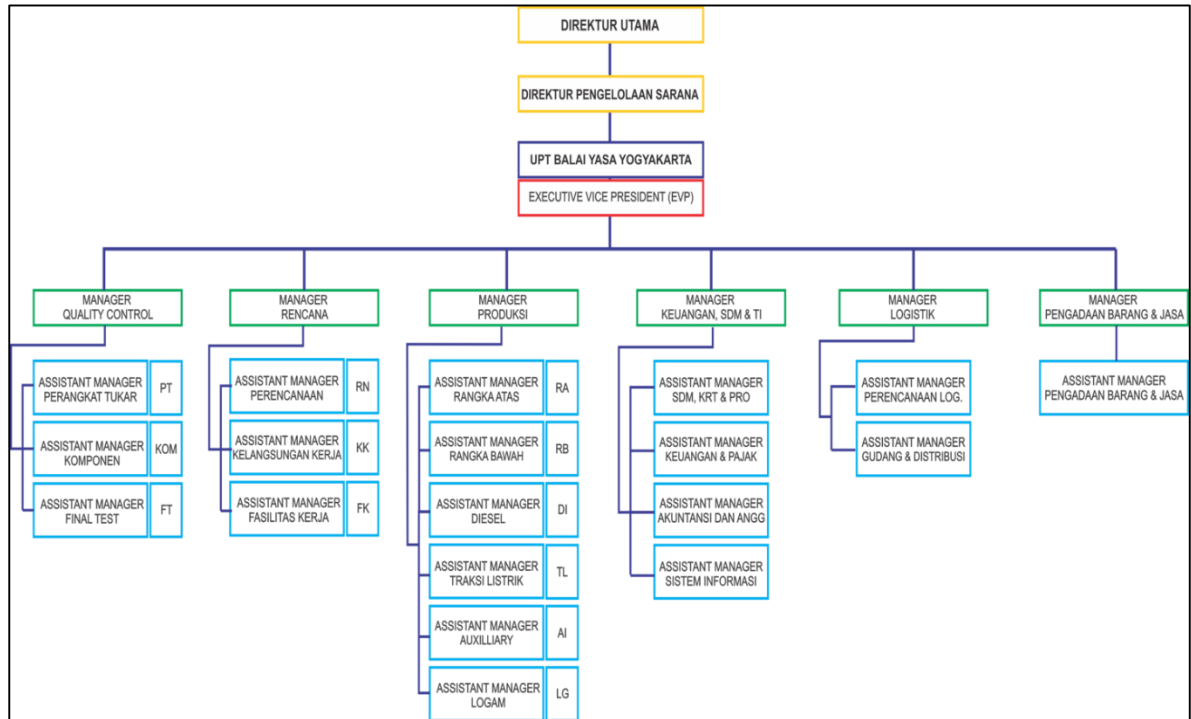 DIREKTUR UTAMA
DIREKTUR PENGELOLAAN SARANA
UPT BALAI YASA YOGYAKARTA
EXECUTIVE VICE PRESIDENT (EVP)
MANAGER
QUALITY CONTROL
ASSISTANT MANAGER
PERANGKAT TUKAR
PT
ASSISTANT MANAGER
KOMPONEN
KOM
ASSISTANT MANAGER
FINAL TEST
FT
MANAGER
RENCANA
ASSISTANT MANAGER
PERENCANAAN
RN
ASSISTANT MANAGER
KELANGSUNGAN KERJA
KK
ASSISTANT MANAGER
FASILITAS KERJA
FK
MANAGER
PRODUKSI
ASSISTANT MANAGER
RANGKA ATAS
RA
ASSISTANT MANAGER
RANGKA BAWAH
RB
ASSISTANT MANAGER
DIESEL
DI
ASSISTANT MANAGER
TRAKSI LISTRIK
TL
ASSISTANT MANAGER
AUXILLIARY
AI
ASSISTANT MANAGER
LOGAM
LG
MANAGER
KEUANGAN, SDM & TI
ASSISTANT MANAGER
SDM, KRT & PRO
ASSISTANT MANAGER
KEUANGAN & PAJAK
ASSISTANT MANAGER
AKUNTANSI DAN ANGG
ASSISTANT MANAGER
SISTEM INFORMASI
MANAGER
LOGISTIK
ASSISTANT MANAGER
PERENCANAAN LOG.
ASSISTANT MANAGER
GUDANG & DISTRIBUSI
MANAGER
PENGADAAN BARANG & JASA
ASSISTANT MANAGER
PENGADAAN BARANG & JASA